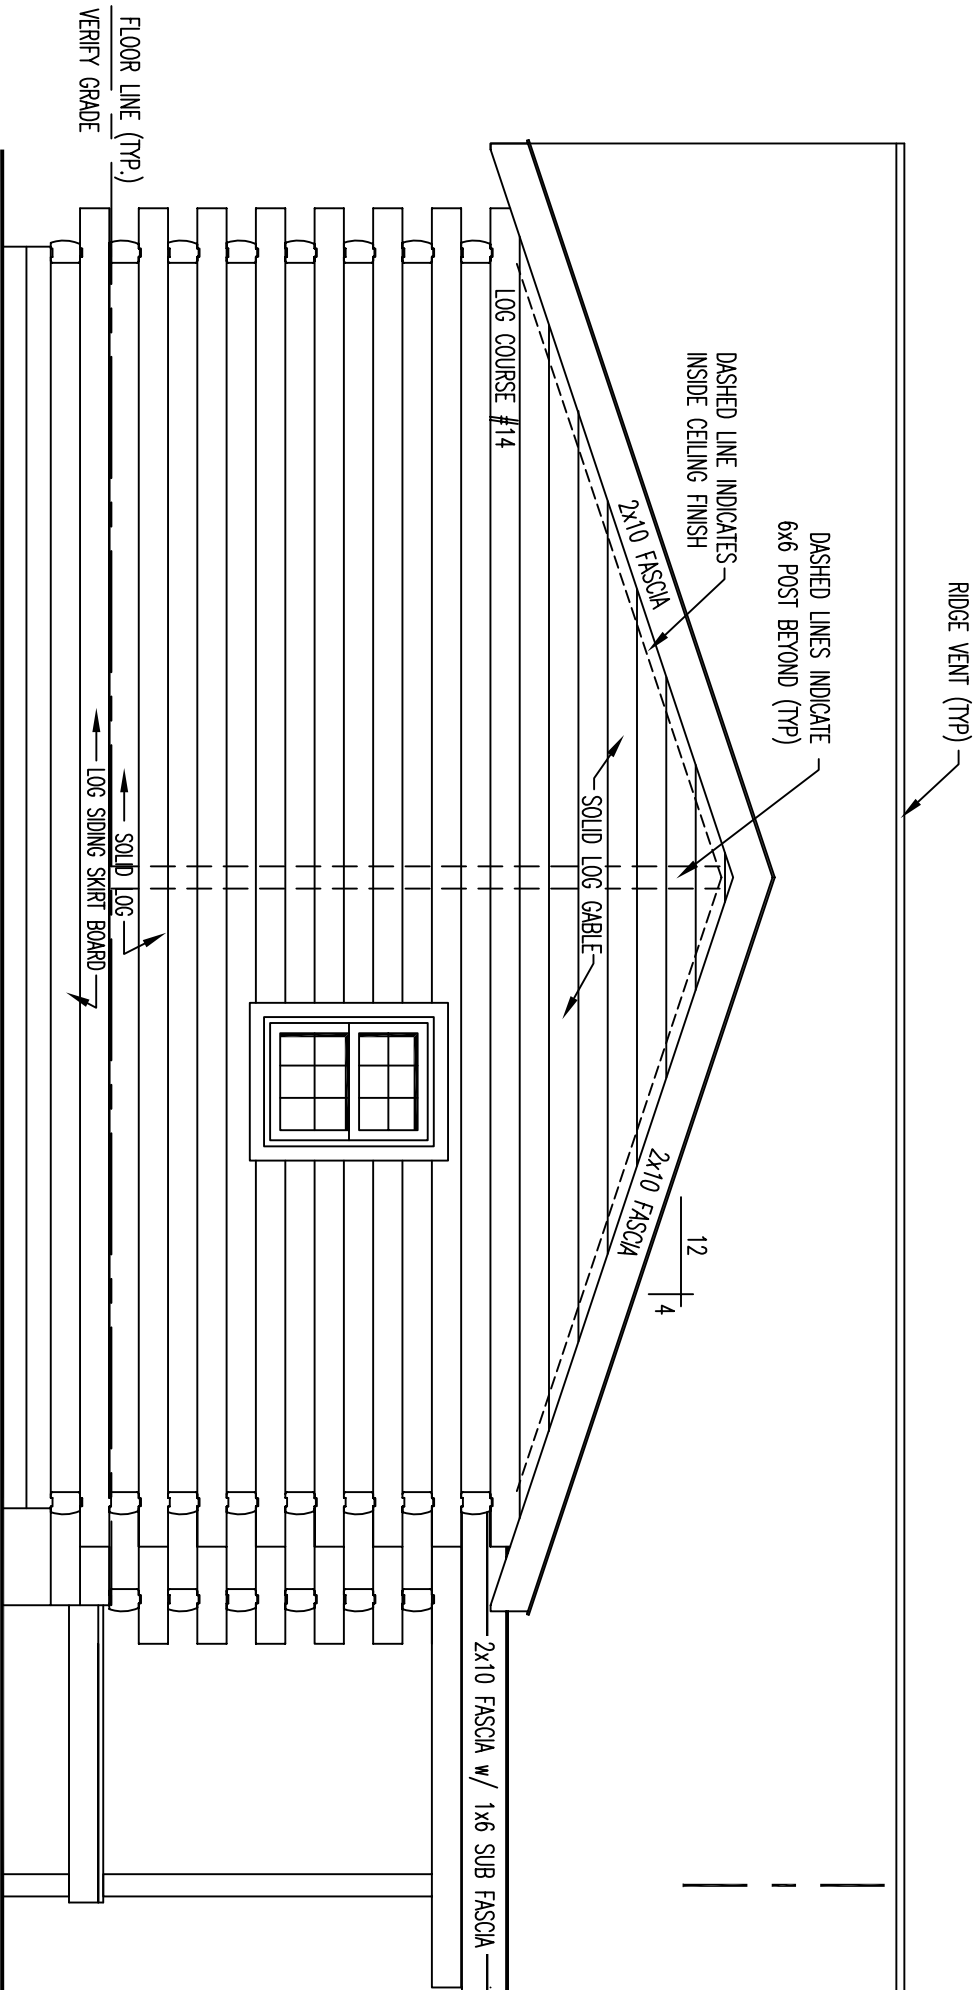 RIDGE VENT (TYP)
DASHED LINES INDICATE
6x6 POST BEYOND (TYP)
DASHED LINE INDICATES
INSIDE CEILING FINISH
12
4
2x10 FASCIA
2x10 FASCIA
SOLID LOG GABLE
LOG COURSE #14
2x10 FASCIA w/ 1x6 SUB FASCIA
FLOOR LINE (TYP.)
VERIFY GRADE
SOLID LOG
LOG SIDING SKIRT BOARD